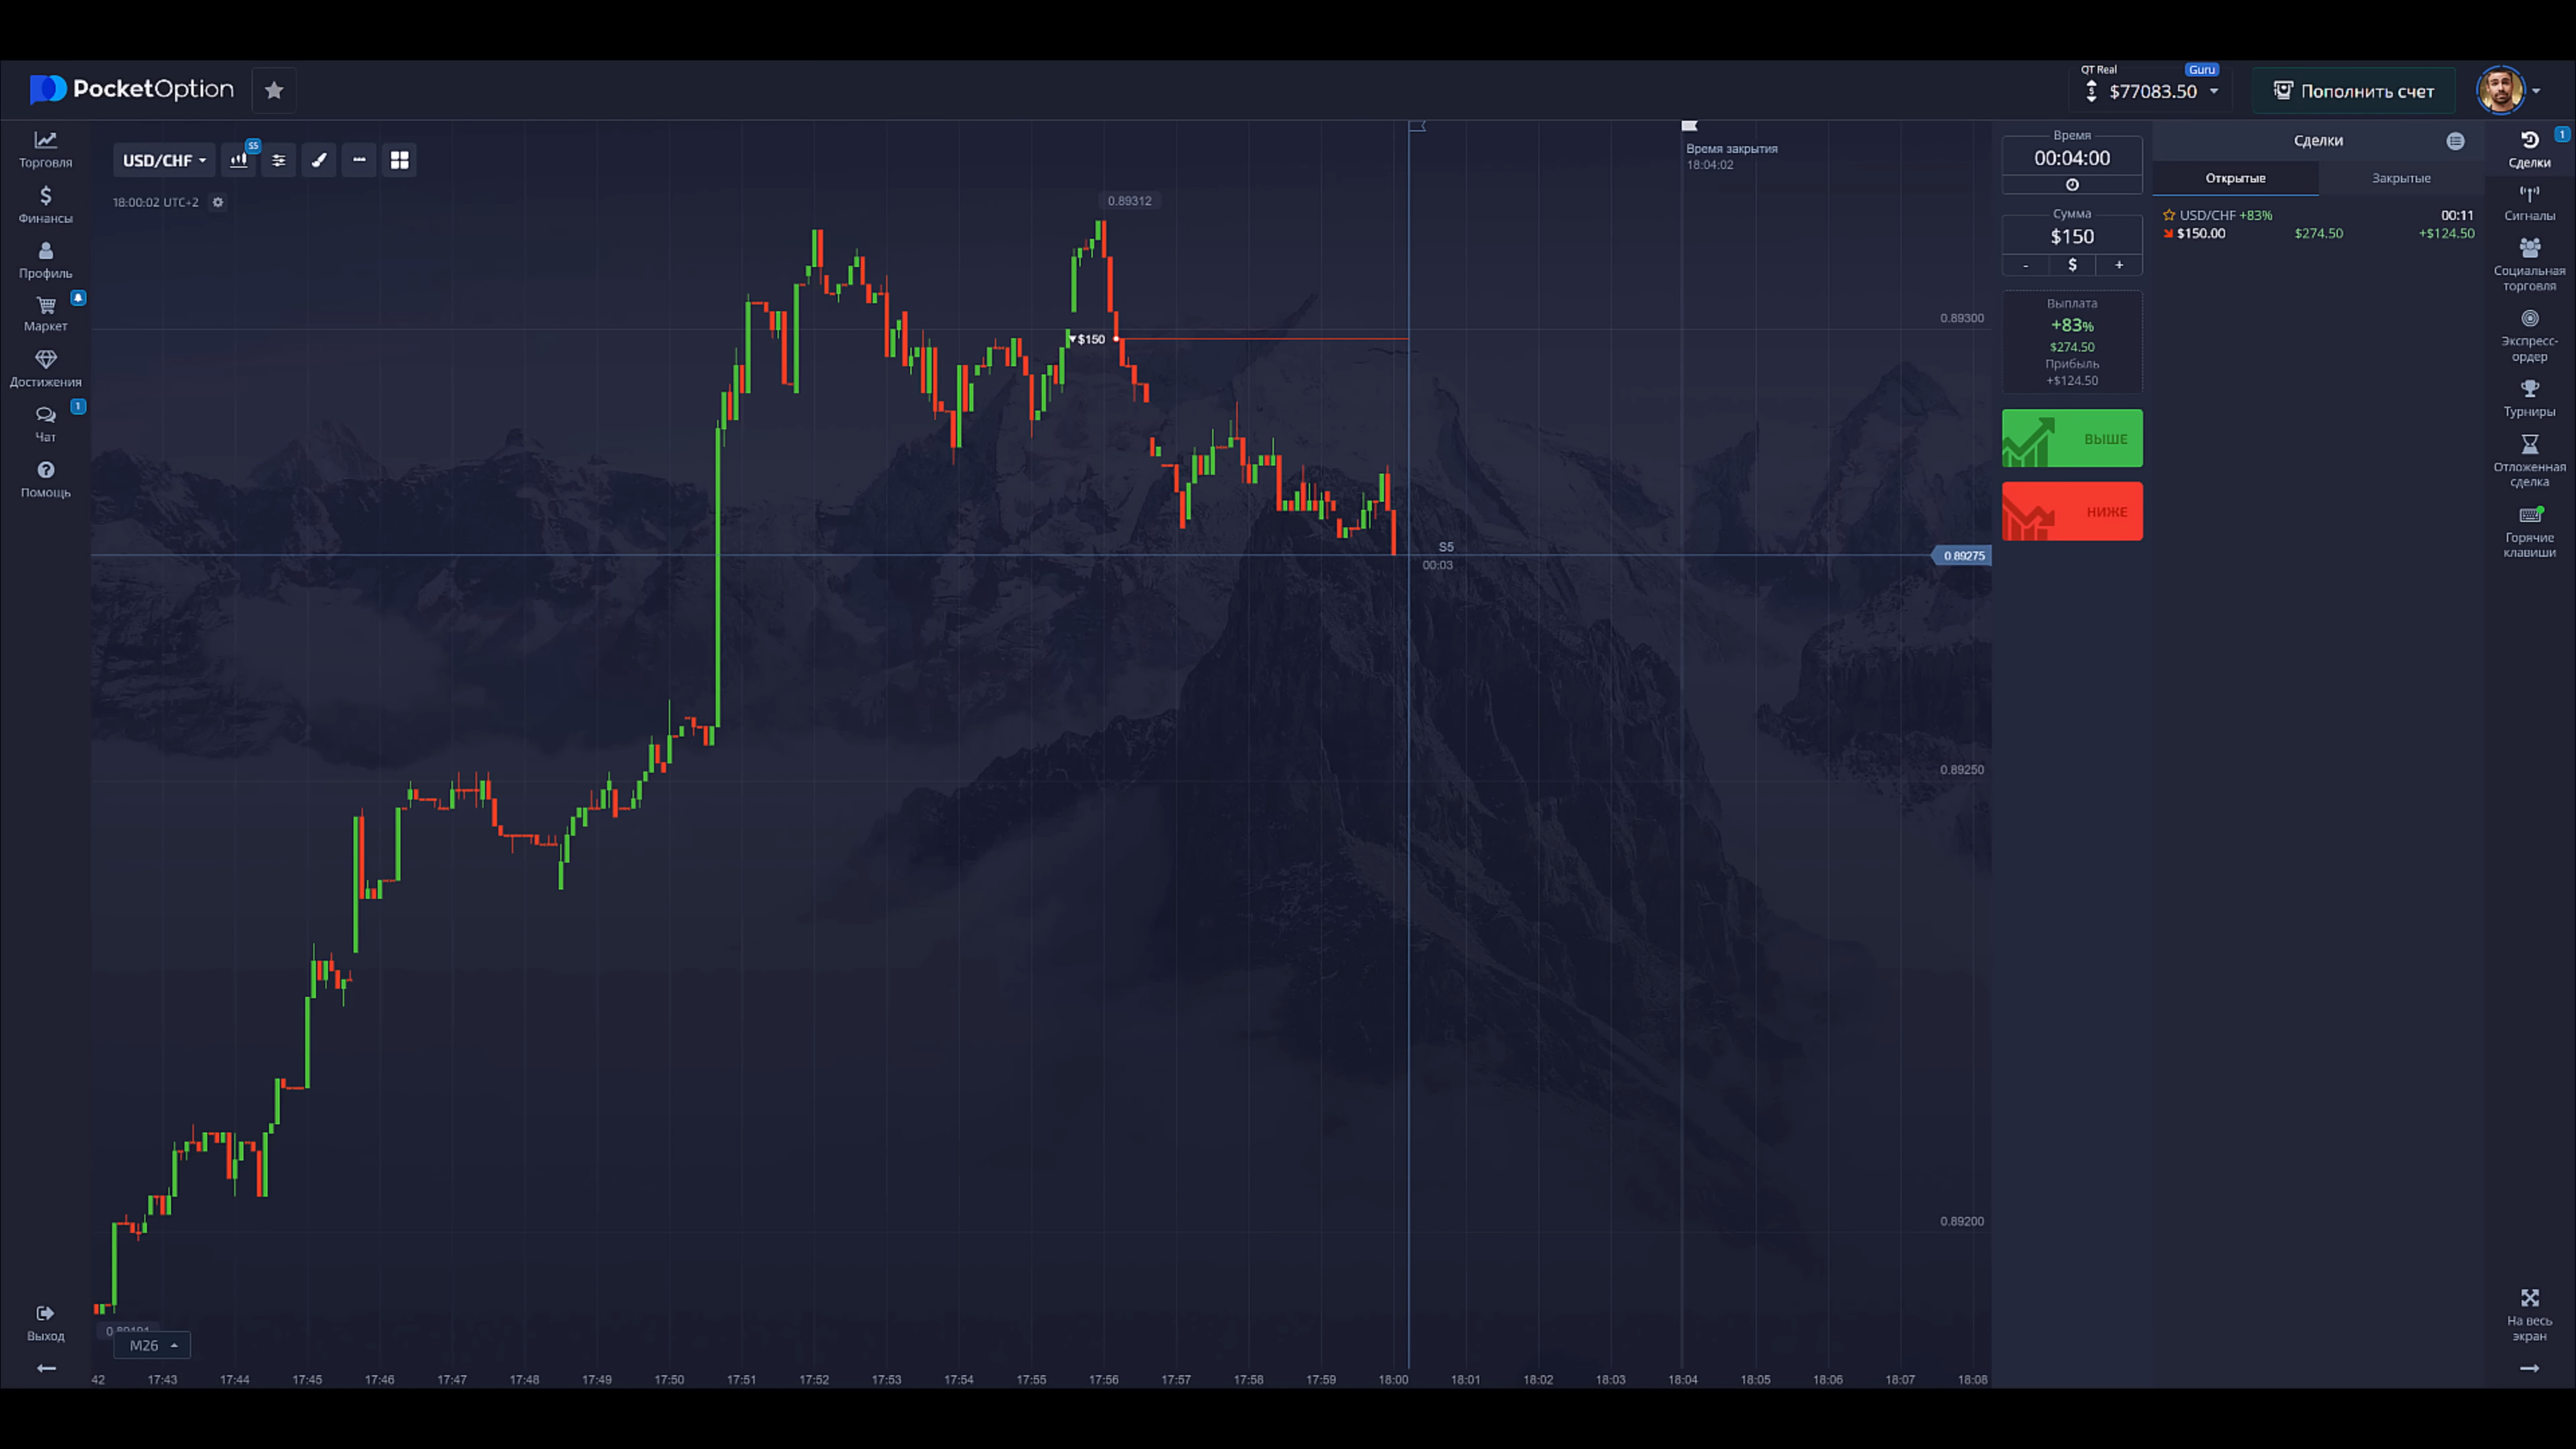 PocketOption
QT Real
Guru
$77083.50
Пополнить счет
Торговля
Финансы
Профиль
Маркет
Достижения
1
Чат
Помощь
Выход
USD/CHF
S5
18:00:02 UTC+2
0.89312
$150
Время закрытия
18:04:02
0.89300
S5
00:03
0.89275
0.89250
0.89200
M26
42
17:43
17:44
17:45
17:46
17:47
17:48
17:49
17:50
17:51
17:52
17:53
17:54
17:55
17:56
17:57
17:58
17:59
18:00
18:01
18:02
18:03
18:04
18:05
18:06
18:07
18:08
Время
00:04:00
Сумма
$150
- $ +
Выплата
+83%
$274.50
Прибыль
+$124.50
ВЫШЕ
НИЖЕ
Сделки
Открытые
Закрытые
USD/CHF +83%
00:11
$150.00
$274.50
+$124.50
1
Сделки
Сигналы
Социальная
торговля
Экспресс-
ордер
Турниры
Отложенная
сделка
Горячие
клавиши
На весь
экран